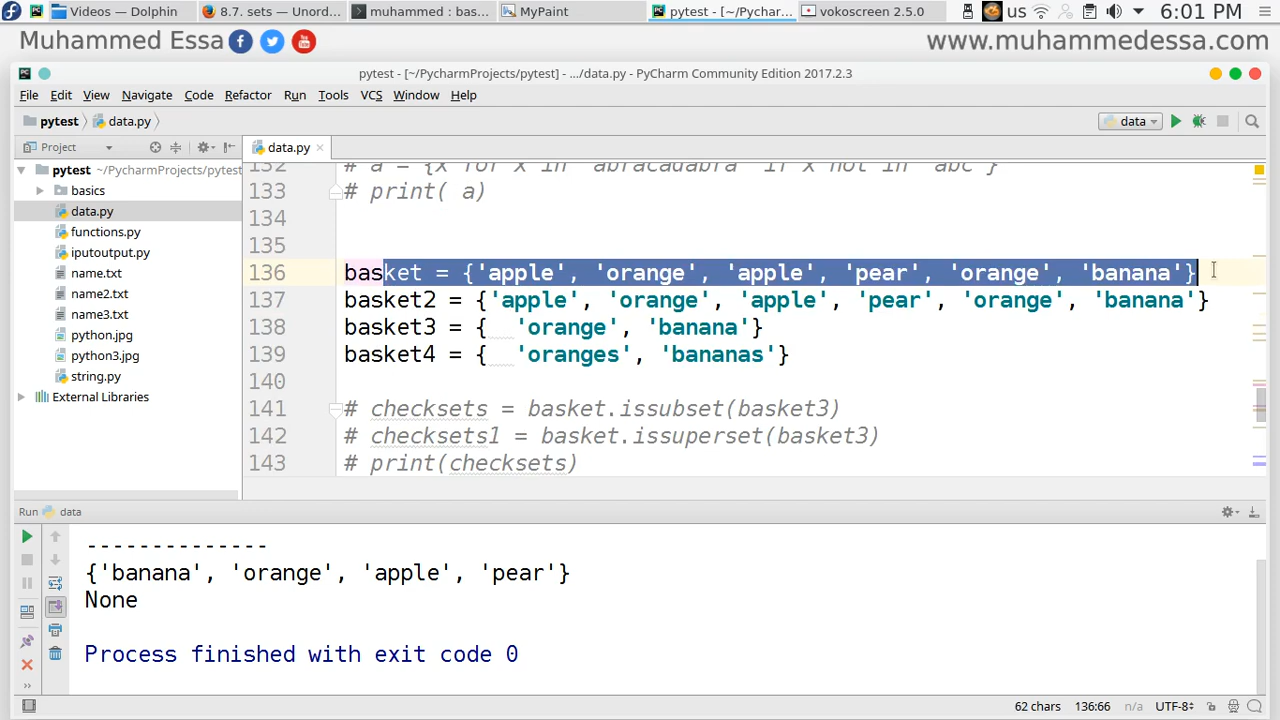 Videos — Dolphin
8.7. sets — Unord...
muhammed : bas...
MyPaint
pytest - [~/Pychar...
vokoscreen 2.5.0
us
6:01 PM
Muhammed Essa
www.muhammedessa.com
pytest - [~/PycharmProjects/pytest] - .../data.py - PyCharm Community Edition 2017.2.3
File Edit View Navigate Code Refactor Run Tools VCS Window Help
pytest data.py
data
Project
data.py
pytest ~/PycharmProjects/pytest
basics
data.py
functions.py
iputoutput.py
name.txt
name2.txt
name3.txt
python.jpg
python3.jpg
string.py
External Libraries
132 # a = {x for x in 'abracadabra' if x not in 'abc'}
133 # print( a)
134
135
136 basket = {'apple', 'orange', 'apple', 'pear', 'orange', 'banana'}
137 basket2 = {'apple', 'orange', 'apple', 'pear', 'orange', 'banana'}
138 basket3 = {  'orange', 'banana'}
139 basket4 = {  'oranges', 'bananas'}
140
141 # checksets = basket.issubset(basket3)
142 # checksets1 = basket.issuperset(basket3)
143 # print(checksets)
Run data
--------------
{'banana', 'orange', 'apple', 'pear'}
None
Process finished with exit code 0
62 chars 136:66 n/a UTF-8